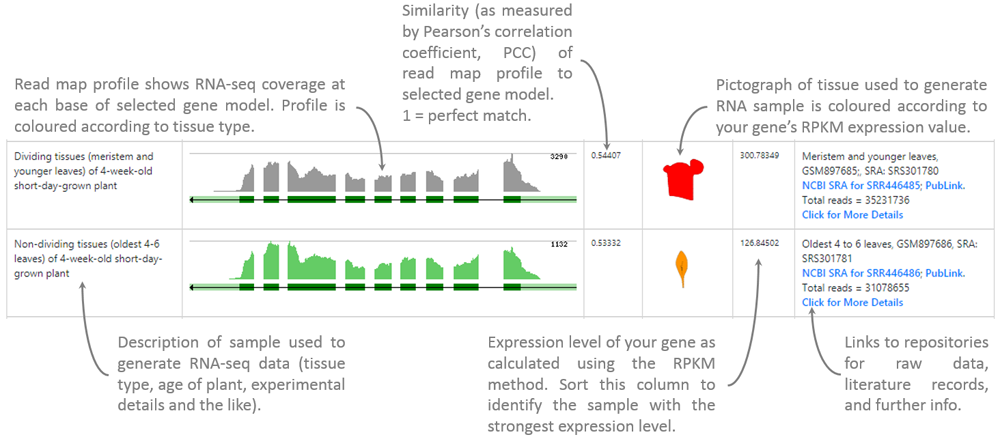 Similarity (as measured
by Pearson's correlation
coefficient, PCC) of
read map profile to
selected gene model.
1 = perfect match.
Read map profile shows RNA-seq coverage at
each base of selected gene model. Profile is
coloured according to tissue type.
Pictograph of tissue used to generate
RNA sample is coloured according to
your gene's RPKM expression value.
Dividing tissues (meristem and
younger leaves) of 4-week-old
short-day-grown plant
3290
0.54407
300.78349
Meristem and younger leaves,
GSM897685;, SRA: SRS301780
NCBI SRA for SRR446485; PubLink.
Total reads = 35231736
Click for More Details
Non-dividing tissues (oldest 4-6
leaves) of 4-week-old short-day-
grown plant
1132
0.53332
126.84502
Oldest 4 to 6 leaves, GSM897686, SRA:
SRS301781
NCBI SRA for SRR446486; PubLink.
Total reads = 31078655
Click for More Details
Description of sample used to
generate RNA-seq data (tissue
type, age of plant, experimental
details and the like).
Expression level of your gene as
calculated using the RPKM
method. Sort this column to
identify the sample with the
strongest expression level.
Links to repositories
for raw data,
literature records,
and further info.